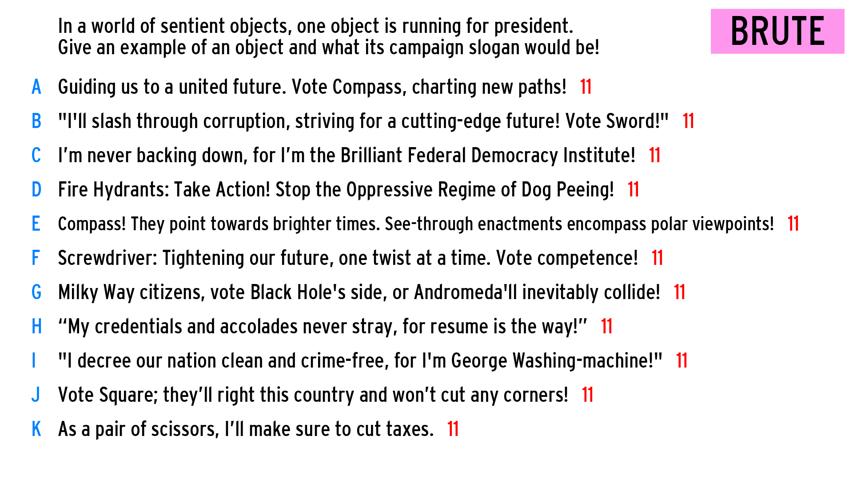 In a world of sentient objects, one object is running for president.
Give an example of an object and what its campaign slogan would be!
BRUTE
A Guiding us to a united future. Vote Compass, charting new paths! 11
B "I'll slash through corruption, striving for a cutting-edge future! Vote Sword!" 11
C I’m never backing down, for I’m the Brilliant Federal Democracy Institute! 11
D Fire Hydrants: Take Action! Stop the Oppressive Regime of Dog Peeing! 11
E Compass! They point towards brighter times. See-through enactments encompass polar viewpoints! 11
F Screwdriver: Tightening our future, one twist at a time. Vote competence! 11
G Milky Way citizens, vote Black Hole's side, or Andromeda'll inevitably collide! 11
H “My credentials and accolades never stray, for resume is the way!” 11
I "I decree our nation clean and crime-free, for I'm George Washing-machine!" 11
J Vote Square; they’ll right this country and won’t cut any corners! 11
K As a pair of scissors, I’ll make sure to cut taxes. 11